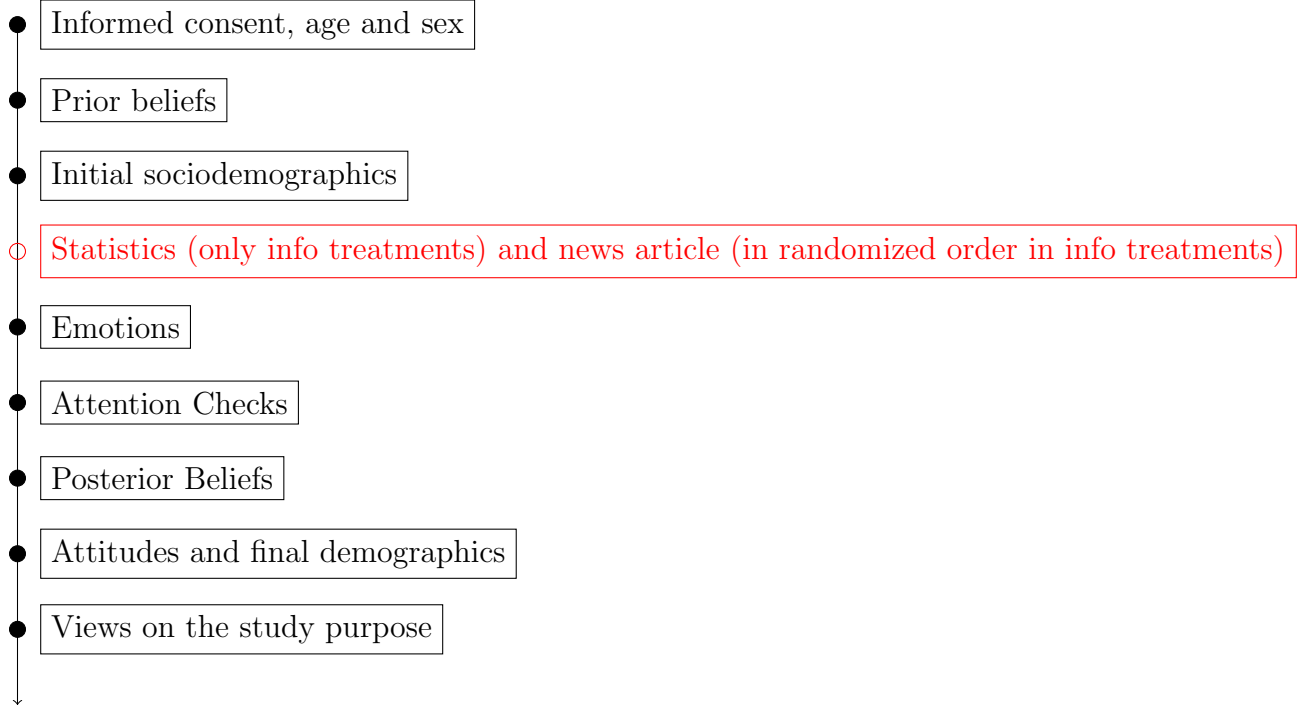 Informed consent, age and sex
Prior beliefs
Initial sociodemographics
Statistics (only info treatments) and news article (in randomized order in info treatments)
Emotions
Attention Checks
Posterior Beliefs
Attitudes and final demographics
Views on the study purpose